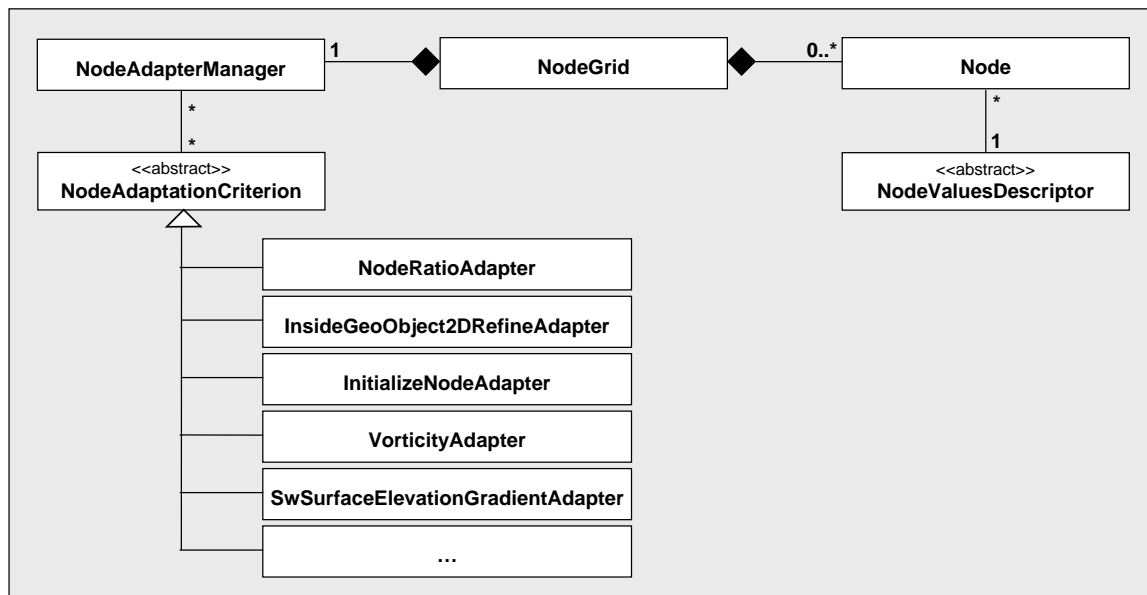 NodeAdapterManager
1
NodeGrid
0..*
Node
*
*
<<abstract>>
NodeAdaptationCriterion
*
1
<<abstract>>
NodeValuesDescriptor
NodeRatioAdapter
InsideGeoObject2DRefineAdapter
InitializeNodeAdapter
VorticityAdapter
SwSurfaceElevationGradientAdapter
...